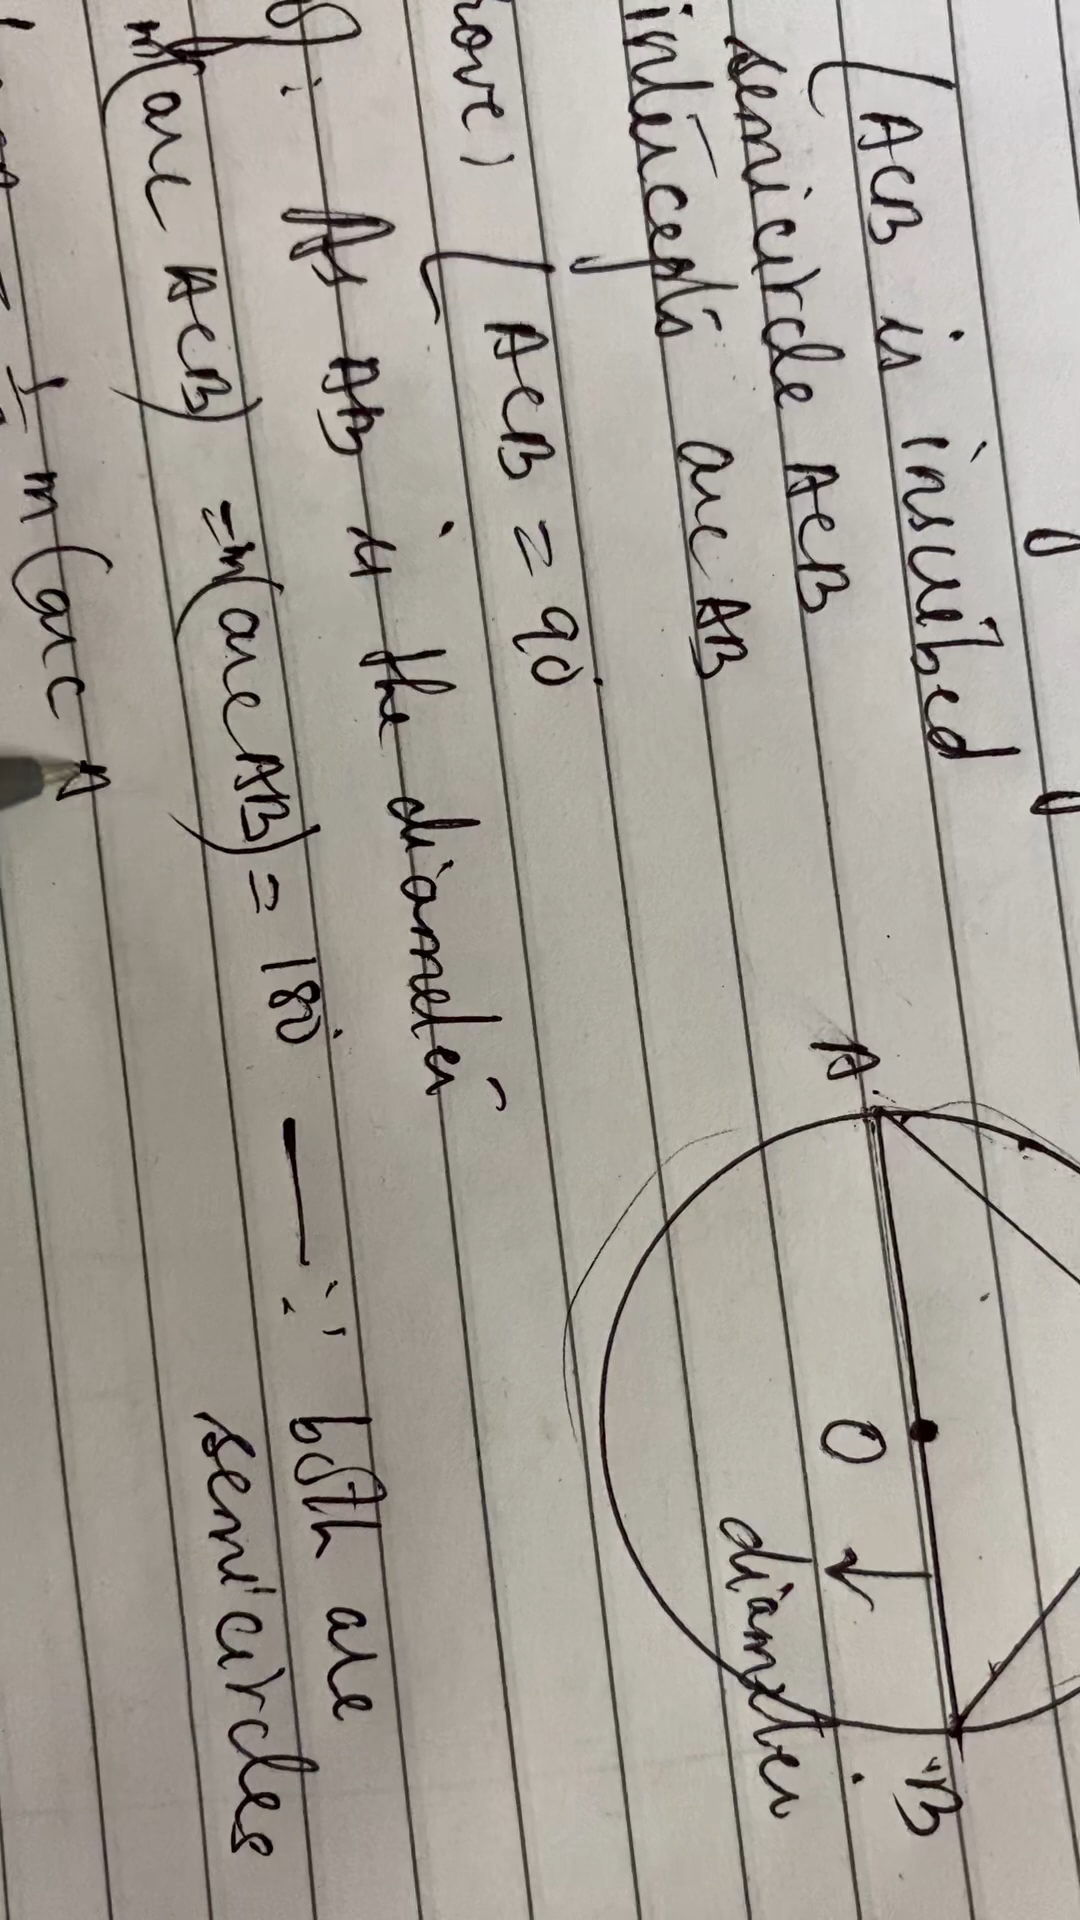 ∠ACB is inscribed
semicircle ACB
intercepts arc AB
∠ACB = 90°
: As AB is the diameter
m(arc ACB) = m(arc AB) = 180° — ∵ both are
semicircles
m(arc A
A
O
B
diameter